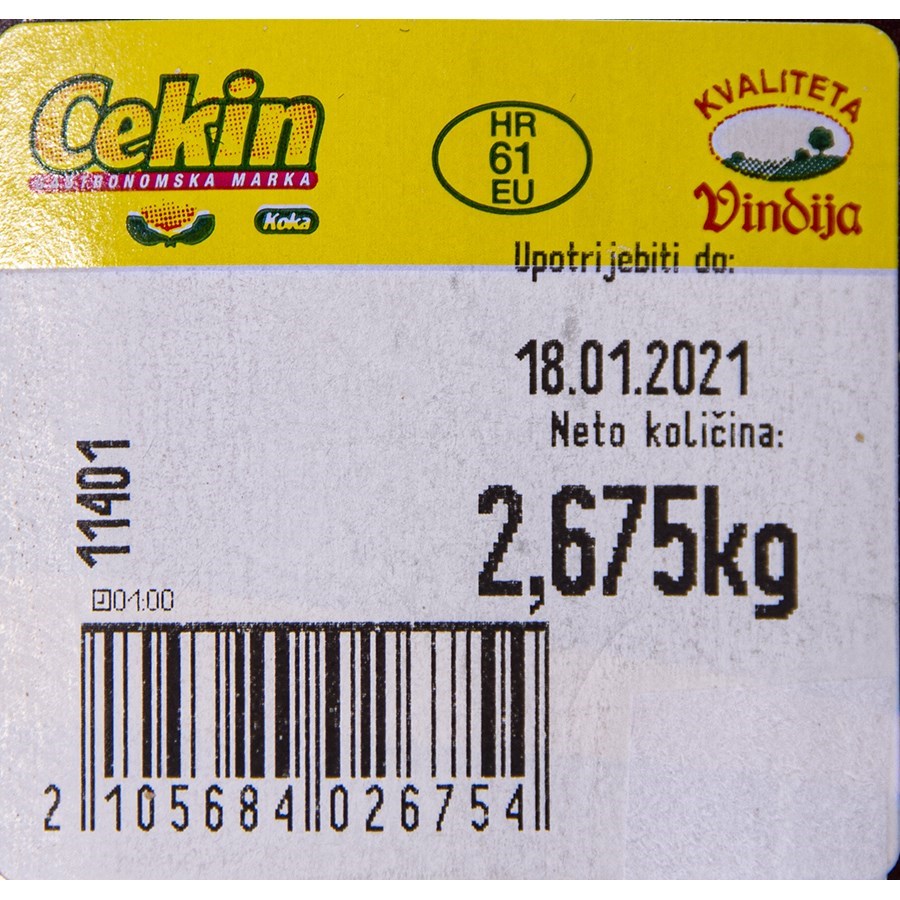 Cekin
GASTRONOMSKA MARKA
Koka
HR
61
EU
KVALITETA
Vindija
Upotrijebiti do:
18.01.2021
Neto količina:
2,675kg
11401
01:00
2 105684 026754